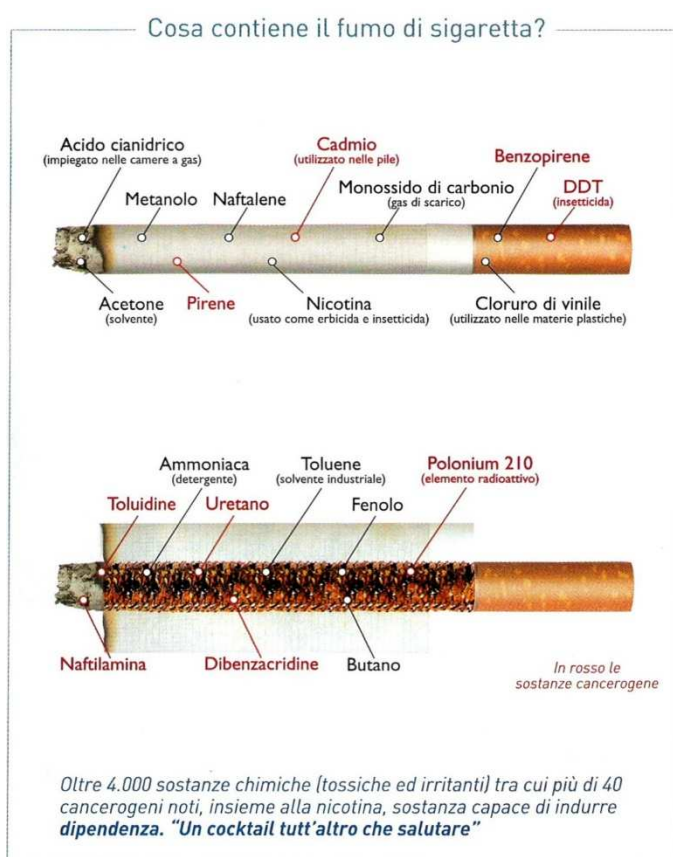 Cosa contiene il fumo di sigaretta?
Acido cianidrico
(impiegato nelle camere a gas)
Metanolo
Naftalene
Cadmio
(utilizzato nelle pile)
Monossido di carbonio
(gas di scarico)
Benzopirene
DDT
(insetticida)
Acetone
(solvente)
Pirene
Nicotina
(usato come erbicida e insetticida)
Cloruro di vinile
(utilizzato nelle materie plastiche)
Toluidine
Ammoniaca
(detergente)
Uretano
Toluene
(solvente industriale)
Fenolo
Polonium 210
(elemento radioattivo)
Naftilamina
Dibenzacridine
Butano
In rosso le
sostanze cancerogene
Oltre 4.000 sostanze chimiche (tossiche ed irritanti) tra cui più di 40
cancerogeni noti, insieme alla nicotina, sostanza capace di indurre
dipendenza. “Un cocktail tutt'altro che salutare”